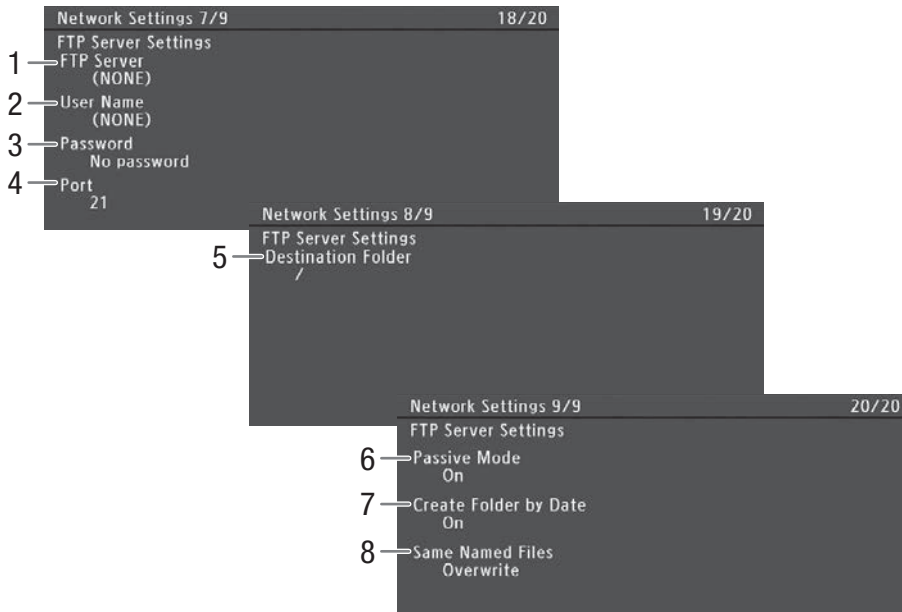 Network Settings 7/9 18/20
FTP Server Settings
1 FTP Server
(NONE)
2 User Name
(NONE)
3 Password
No password
4 Port
21
Network Settings 8/9 19/20
FTP Server Settings
5 Destination Folder
/
Network Settings 9/9 20/20
FTP Server Settings
6 Passive Mode
On
7 Create Folder by Date
On
8 Same Named Files
Overwrite